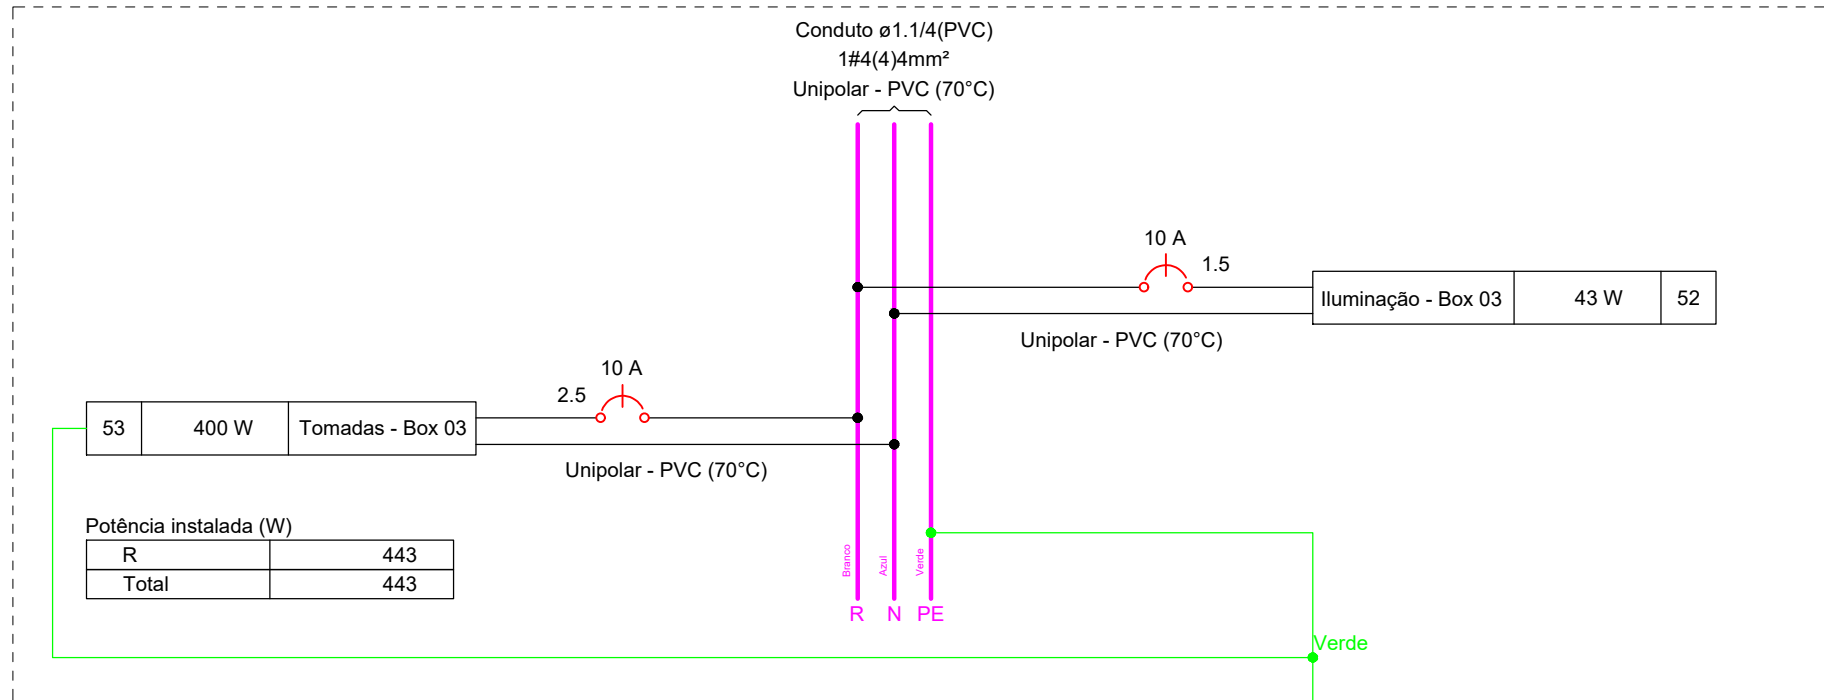 Conduto ø1.1/4(PVC)
1#4(4)4mm²
Unipolar - PVC (70°C)
10 A
1.5
Iluminação - Box 03 43 W 52
Unipolar - PVC (70°C)
10 A
2.5
53 400 W Tomadas - Box 03
Unipolar - PVC (70°C)
Potência instalada (W)
R 443
Total 443
Branco
Azul
Verde
R N PE
Verde